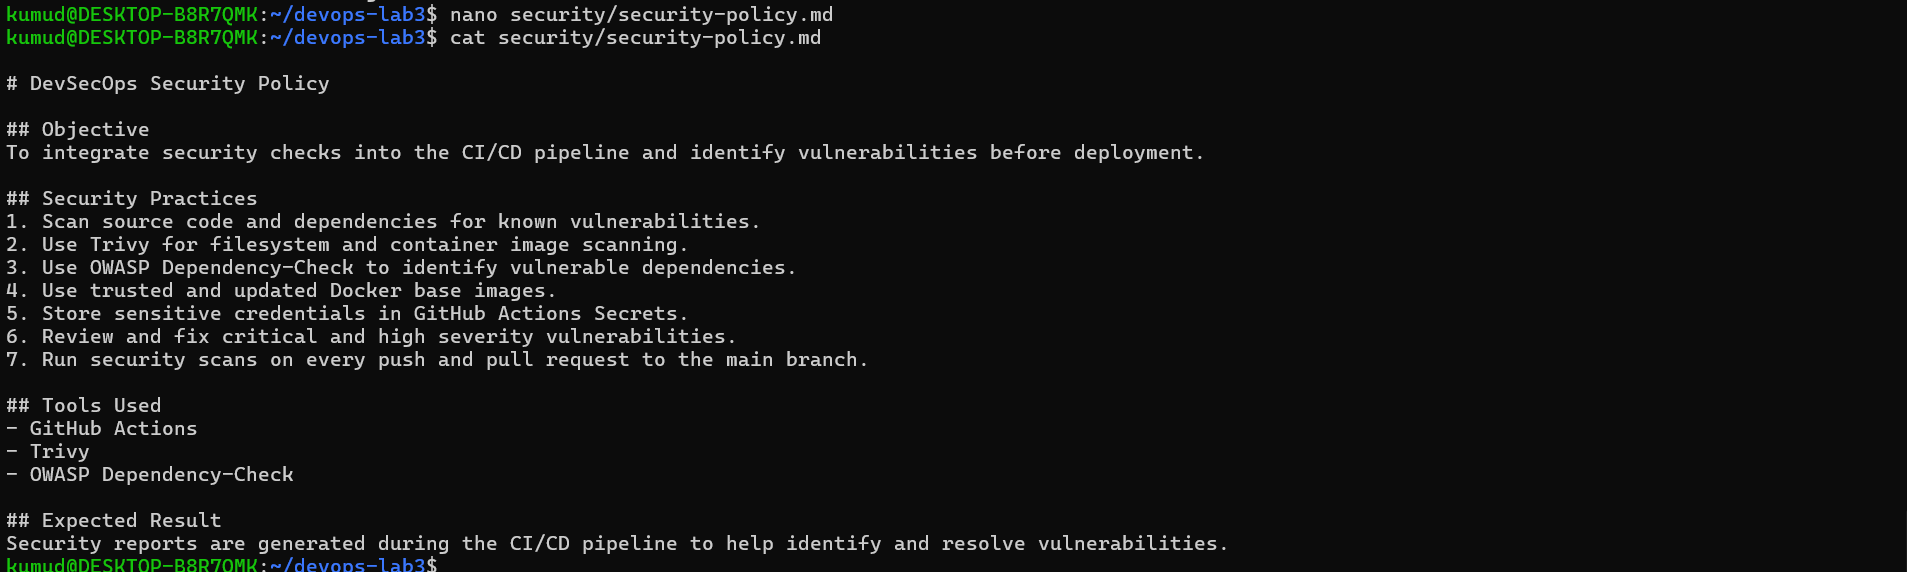 kumud@DESKTOP-B8R7QMK:~/devops-lab3$ nano security/security-policy.md
kumud@DESKTOP-B8R7QMK:~/devops-lab3$ cat security/security-policy.md
# DevSecOps Security Policy
## Objective
To integrate security checks into the CI/CD pipeline and identify vulnerabilities before deployment.
## Security Practices
1. Scan source code and dependencies for known vulnerabilities.
2. Use Trivy for filesystem and container image scanning.
3. Use OWASP Dependency-Check to identify vulnerable dependencies.
4. Use trusted and updated Docker base images.
5. Store sensitive credentials in GitHub Actions Secrets.
6. Review and fix critical and high severity vulnerabilities.
7. Run security scans on every push and pull request to the main branch.
## Tools Used
- GitHub Actions
- Trivy
- OWASP Dependency-Check
## Expected Result
Security reports are generated during the CI/CD pipeline to help identify and resolve vulnerabilities.
kumud@DESKTOP-B8R7QMK:~/devops-lab3$